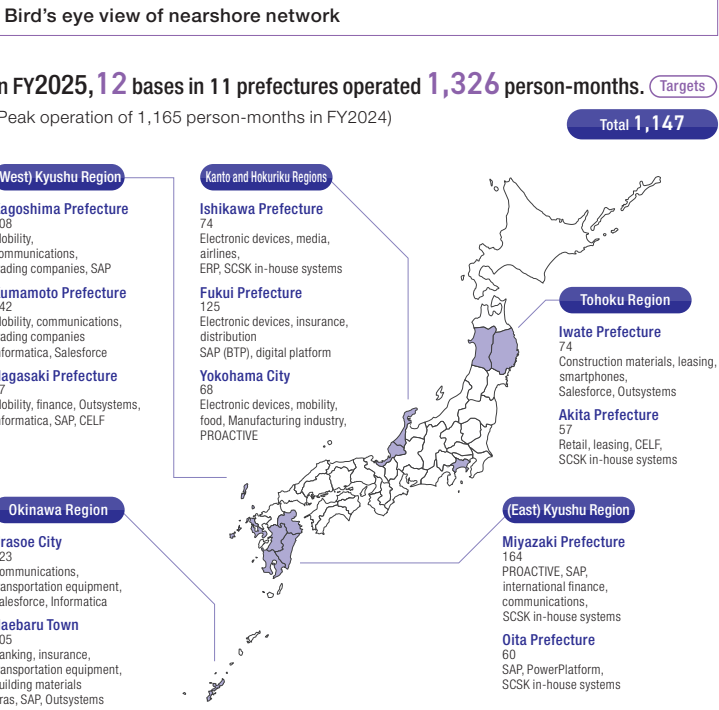 Bird's eye view of nearshore network
n FY2025, 12 bases in 11 prefectures operated 1,326 person-months. Targets
Peak operation of 1,165 person-months in FY2024)
Total 1,147
West) Kyushu Region
agoshima Prefecture
08
obility,
ommunications,
ading companies, SAP
umamoto Prefecture
42
obility, communications,
ading companies
nformatica, Salesforce
agasaki Prefecture
7
obility, finance, Outsystems,
nformatica, SAP, CELF
Kanto and Hokuriku Regions
Ishikawa Prefecture
74
Electronic devices, media,
airlines,
ERP, SCSK in-house systems
Fukui Prefecture
125
Electronic devices, insurance,
distribution
SAP (BTP), digital platform
Yokohama City
68
Electronic devices, mobility,
food, Manufacturing industry,
PROACTIVE
Tohoku Region
Iwate Prefecture
74
Construction materials, leasing,
smartphones,
Salesforce, Outsystems
Akita Prefecture
57
Retail, leasing, CELF,
SCSK in-house systems
Okinawa Region
rasoe City
23
ommunications,
ansportation equipment,
alesforce, Informatica
aebaru Town
05
anking, insurance,
ansportation equipment,
uilding materials
ras, SAP, Outsystems
(East) Kyushu Region
Miyazaki Prefecture
164
PROACTIVE, SAP,
international finance,
communications,
SCSK in-house systems
Oita Prefecture
60
SAP, PowerPlatform,
SCSK in-house systems